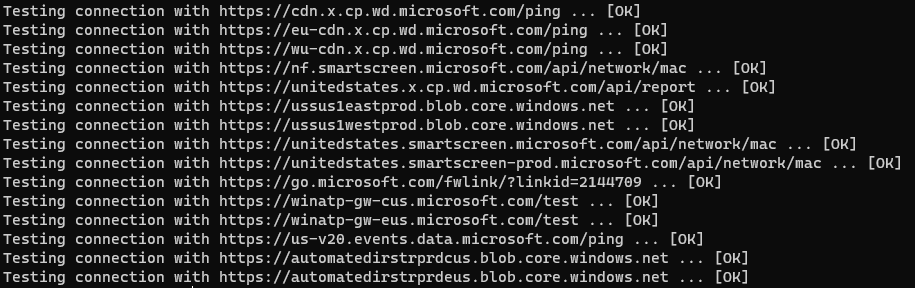 Testing connection with https://cdn.x.cp.wd.microsoft.com/ping ... [OK]
Testing connection with https://eu-cdn.x.cp.wd.microsoft.com/ping ... [OK]
Testing connection with https://wu-cdn.x.cp.wd.microsoft.com/ping ... [OK]
Testing connection with https://nf.smartscreen.microsoft.com/api/network/mac ... [OK]
Testing connection with https://unitedstates.x.cp.wd.microsoft.com/api/report ... [OK]
Testing connection with https://ussus1eastprod.blob.core.windows.net ... [OK]
Testing connection with https://ussus1westprod.blob.core.windows.net ... [OK]
Testing connection with https://unitedstates.smartscreen.microsoft.com/api/network/mac ... [OK]
Testing connection with https://unitedstates.smartscreen-prod.microsoft.com/api/network/mac ... [OK]
Testing connection with https://go.microsoft.com/fwlink/?linkid=2144709 ... [OK]
Testing connection with https://winatp-gw-cus.microsoft.com/test ... [OK]
Testing connection with https://winatp-gw-eus.microsoft.com/test ... [OK]
Testing connection with https://us-v20.events.data.microsoft.com/ping ... [OK]
Testing connection with https://automatedirstrprdcus.blob.core.windows.net ... [OK]
Testing connection with https://automatedirstrprdeus.blob.core.windows.net ... [OK]